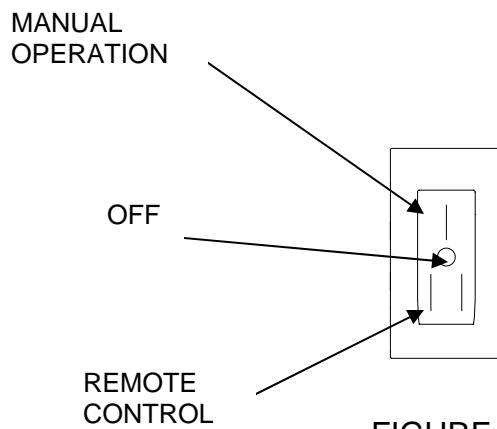 MANUAL
OPERATION
OFF
REMOTE
CONTROL
FIGURE